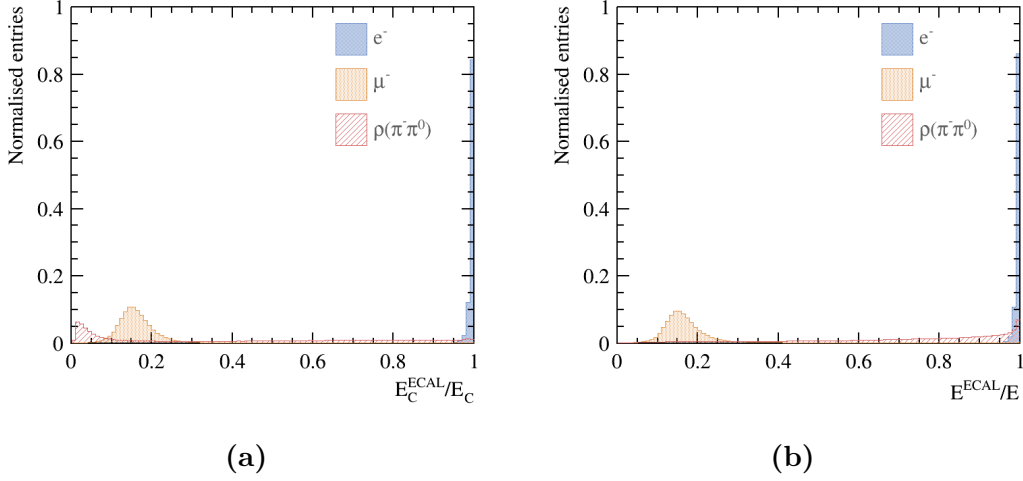 Normalised entries
1
0.8
0.6
0.4
0.2
0
e⁻
μ⁻
ρ(π⁻π⁰)
0 0.2 0.4 0.6 0.8 1
E_C^ECAL/E_C
(a)
Normalised entries
1
0.8
0.6
0.4
0.2
0
e⁻
μ⁻
ρ(π⁻π⁰)
0 0.2 0.4 0.6 0.8 1
E^ECAL/E
(b)